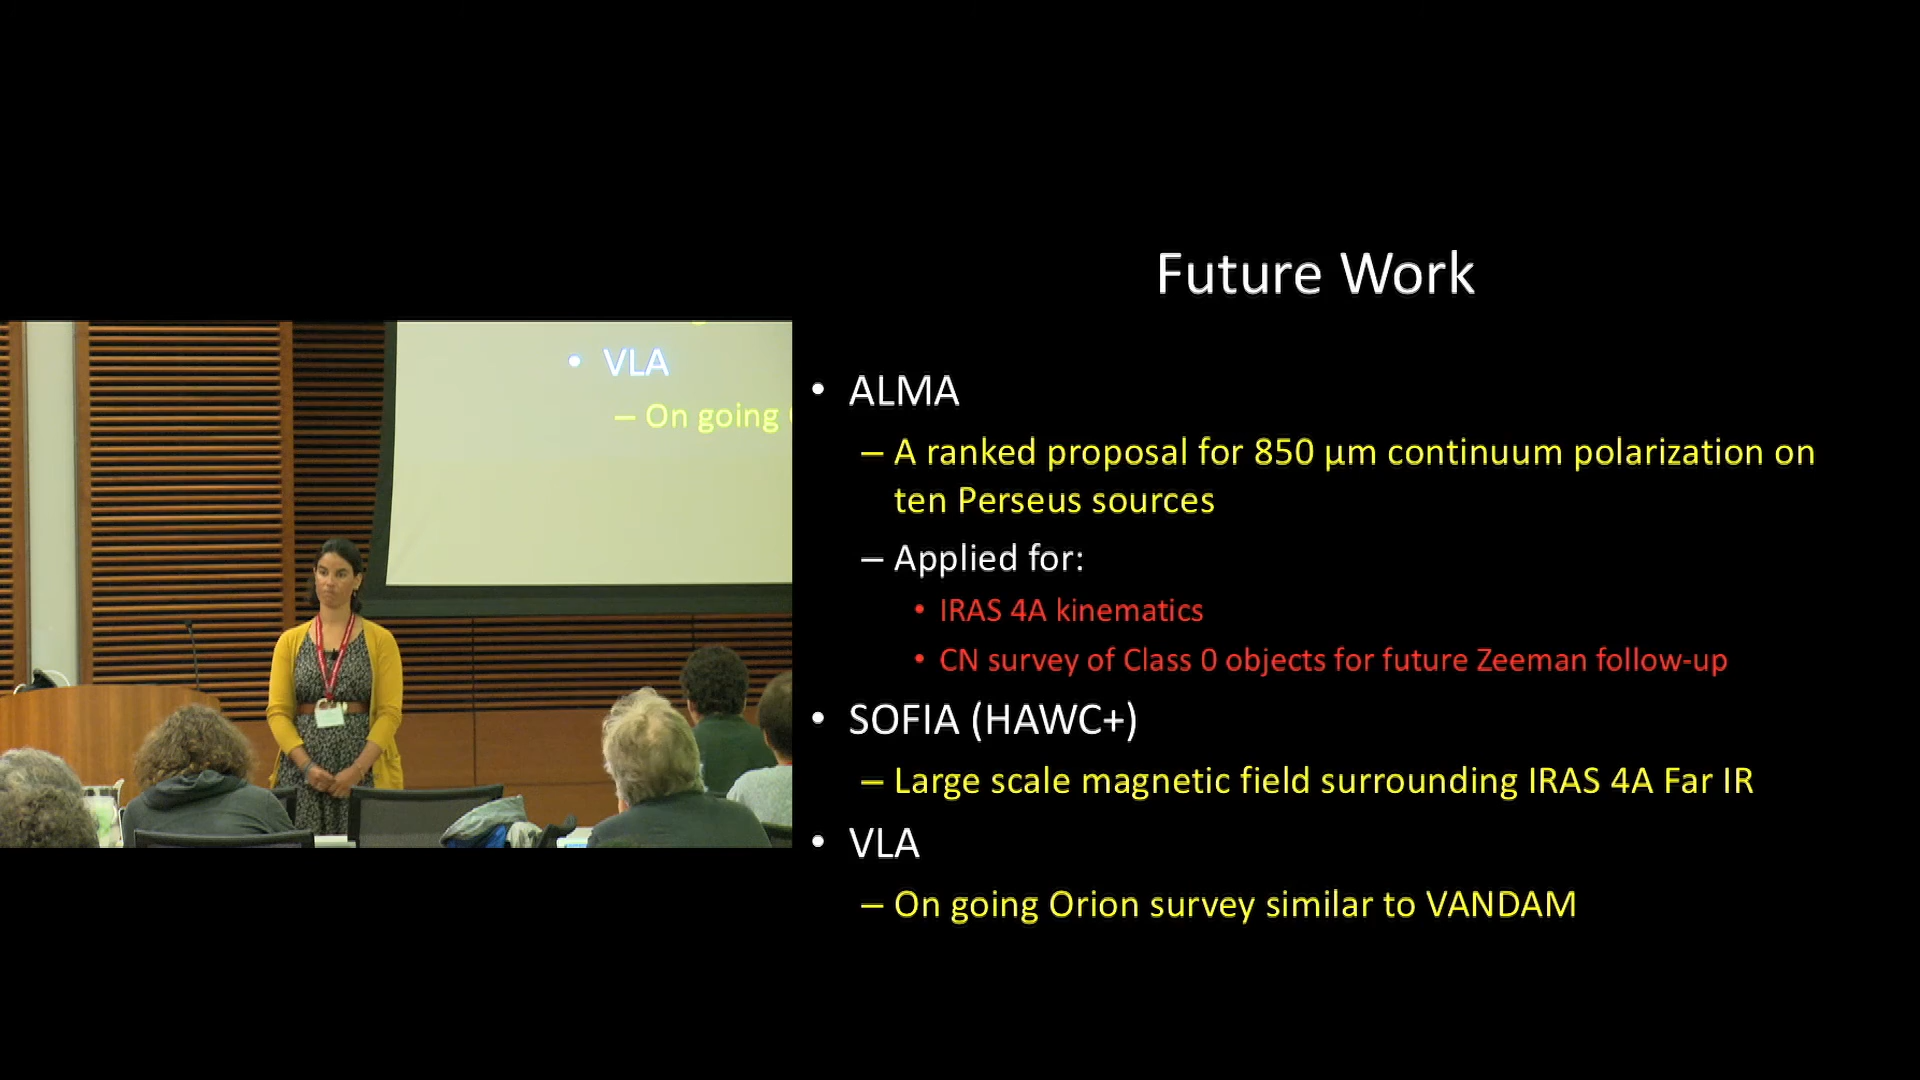 Future Work
• ALMA
– A ranked proposal for 850 µm continuum polarization on
ten Perseus sources
– Applied for:
• IRAS 4A kinematics
• CN survey of Class 0 objects for future Zeeman follow-up
• SOFIA (HAWC+)
– Large scale magnetic field surrounding IRAS 4A Far IR
• VLA
– On going Orion survey similar to VANDAM
• VLA
– On going